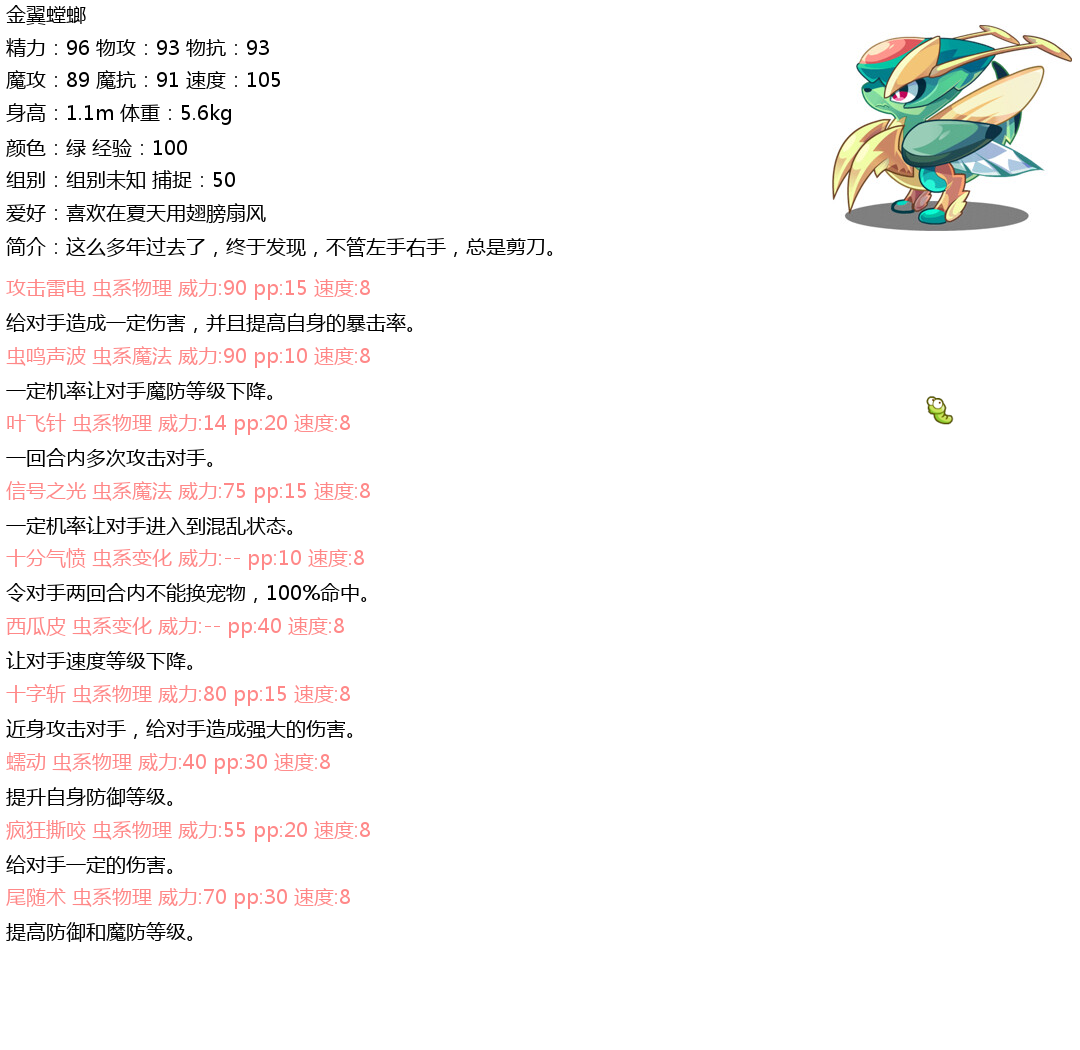 金翼螳螂
精力：96 物攻：93 物抗：93
魔攻：89 魔抗：91 速度：105
身高：1.1m 体重：5.6kg
颜色：绿 经验：100
组别：组别未知 捕捉：50
爱好：喜欢在夏天用翅膀扇风
简介：这么多年过去了，终于发现，不管左手右手，总是剪刀。
攻击雷电 虫系物理 威力:90 pp:15 速度:8
给对手造成一定伤害，并且提高自身的暴击率。
虫鸣声波 虫系魔法 威力:90 pp:10 速度:8
一定机率让对手魔防等级下降。
叶飞针 虫系物理 威力:14 pp:20 速度:8
一回合内多次攻击对手。
信号之光 虫系魔法 威力:75 pp:15 速度:8
一定机率让对手进入到混乱状态。
十分气愤 虫系变化 威力:-- pp:10 速度:8
令对手两回合内不能换宠物，100%命中。
西瓜皮 虫系变化 威力:-- pp:40 速度:8
让对手速度等级下降。
十字斩 虫系物理 威力:80 pp:15 速度:8
近身攻击对手，给对手造成强大的伤害。
蠕动 虫系物理 威力:40 pp:30 速度:8
提升自身防御等级。
疯狂撕咬 虫系物理 威力:55 pp:20 速度:8
给对手一定的伤害。
尾随术 虫系物理 威力:70 pp:30 速度:8
提高防御和魔防等级。